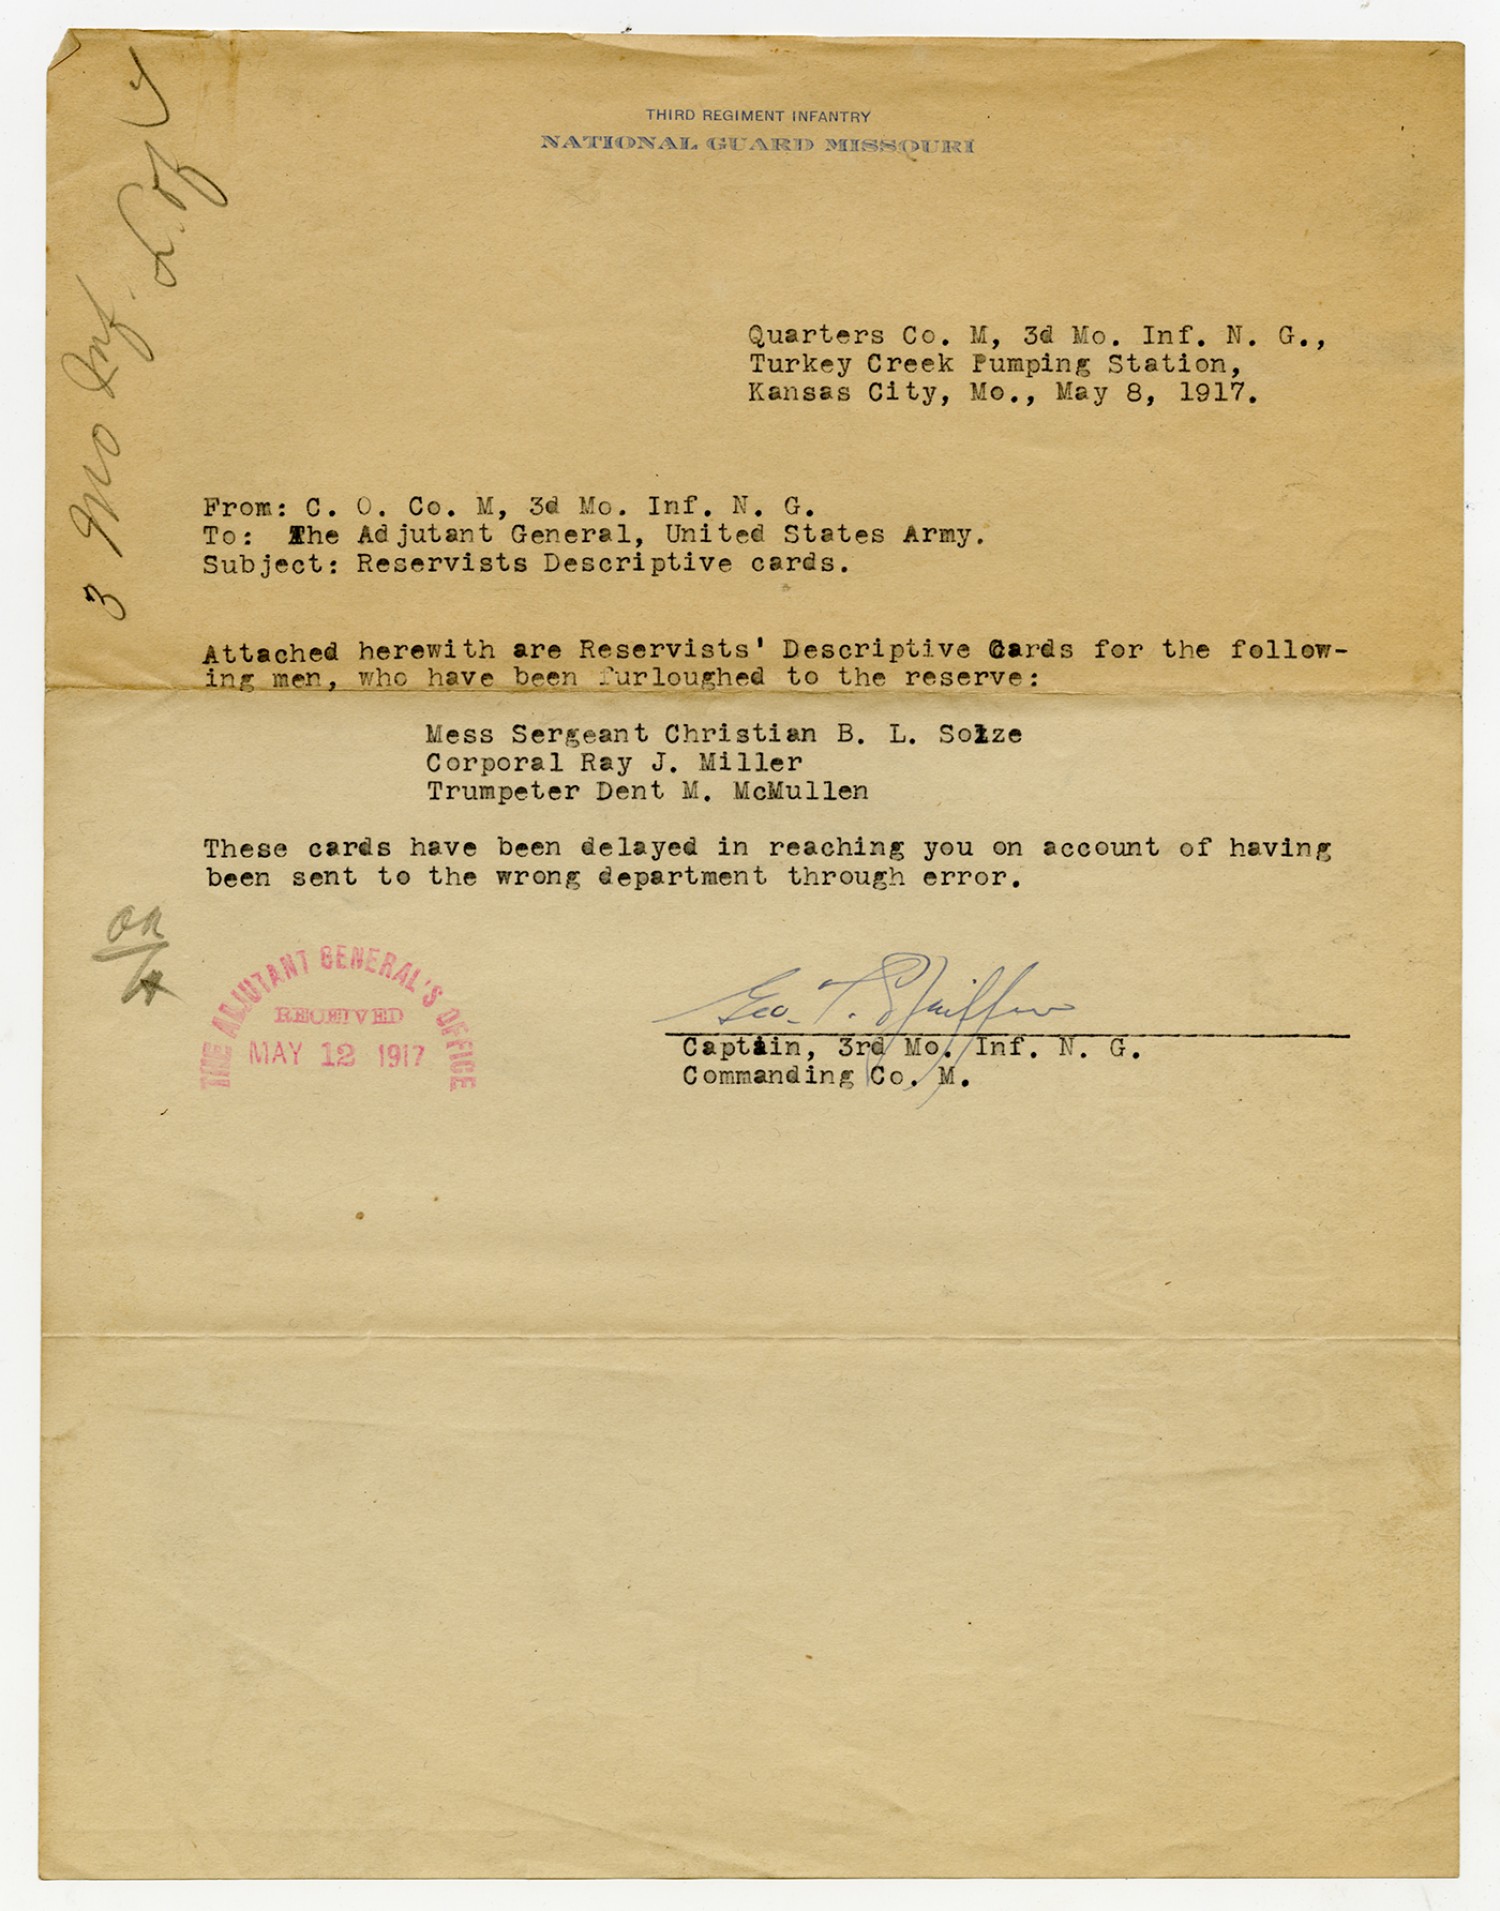 THIRD REGIMENT INFANTRY
NATIONAL GUARD MISSOURI
3 Mo Inf.
Quarters Co. M, 3d Mo. Inf. N. G.,
Turkey Creek Pumping Station,
Kansas City, Mo., May 8, 1917.
From: C. O. Co. M, 3d Mo. Inf. N. G.
To: The Adjutant General, United States Army.
Subject: Reservists Descriptive cards.
Attached herewith are Reservists' Descriptive Cards for the follow-
ing men, who have been furloughed to the reserve:
Mess Sergeant Christian B. L. Solze
Corporal Ray J. Miller
Trumpeter Dent M. McMullen
These cards have been delayed in reaching you on account of having
been sent to the wrong department through error.
THE ADJUTANT GENERAL'S OFFICE
RECEIVED
MAY 12 1917
Geo. T.
Captain, 3rd Mo. Inf. N. G.
Commanding Co. M.